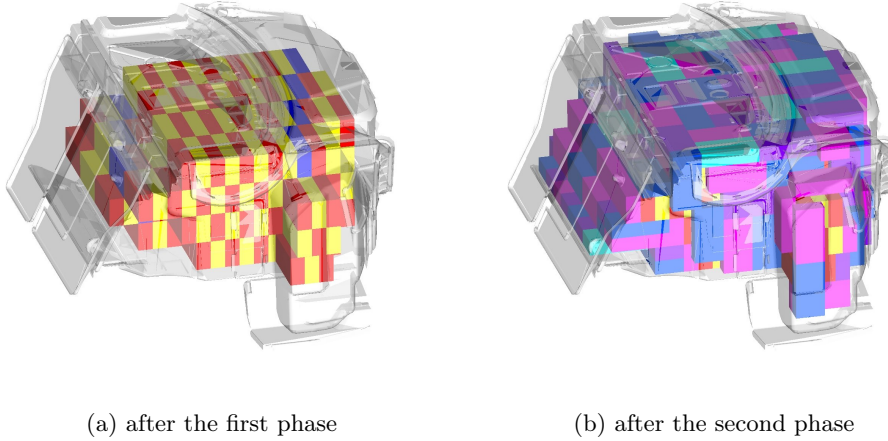 (a) after the first phase
(b) after the second phase